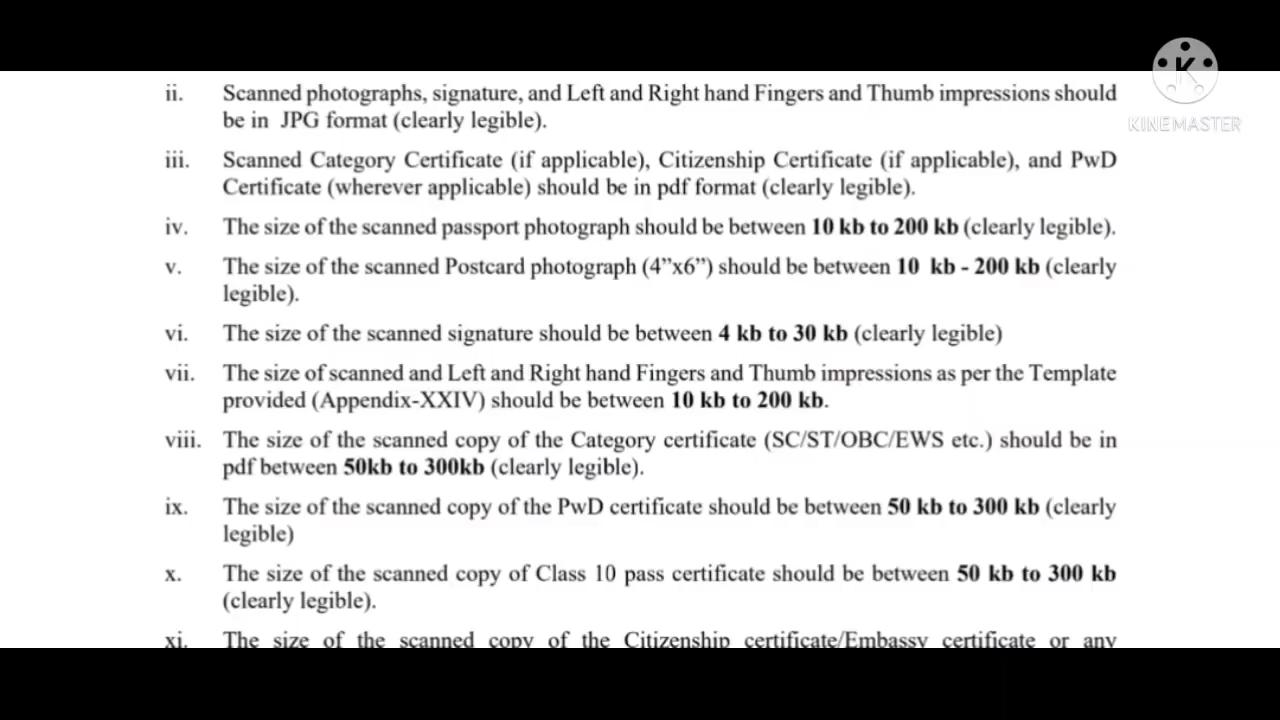 ii. Scanned photographs, signature, and Left and Right hand Fingers and Thumb impressions should
be in JPG format (clearly legible).
iii. Scanned Category Certificate (if applicable), Citizenship Certificate (if applicable), and PwD
Certificate (wherever applicable) should be in pdf format (clearly legible).
iv. The size of the scanned passport photograph should be between 10 kb to 200 kb (clearly legible).
v. The size of the scanned Postcard photograph (4”x6”) should be between 10 kb - 200 kb (clearly
legible).
vi. The size of the scanned signature should be between 4 kb to 30 kb (clearly legible)
vii. The size of scanned and Left and Right hand Fingers and Thumb impressions as per the Template
provided (Appendix-XXIV) should be between 10 kb to 200 kb.
viii. The size of the scanned copy of the Category certificate (SC/ST/OBC/EWS etc.) should be in
pdf between 50kb to 300kb (clearly legible).
ix. The size of the scanned copy of the PwD certificate should be between 50 kb to 300 kb (clearly
legible)
x. The size of the scanned copy of Class 10 pass certificate should be between 50 kb to 300 kb
(clearly legible).
xi. The size of the scanned copy of the Citizenship certificate/Embassy certificate or any
K
KINEMASTER